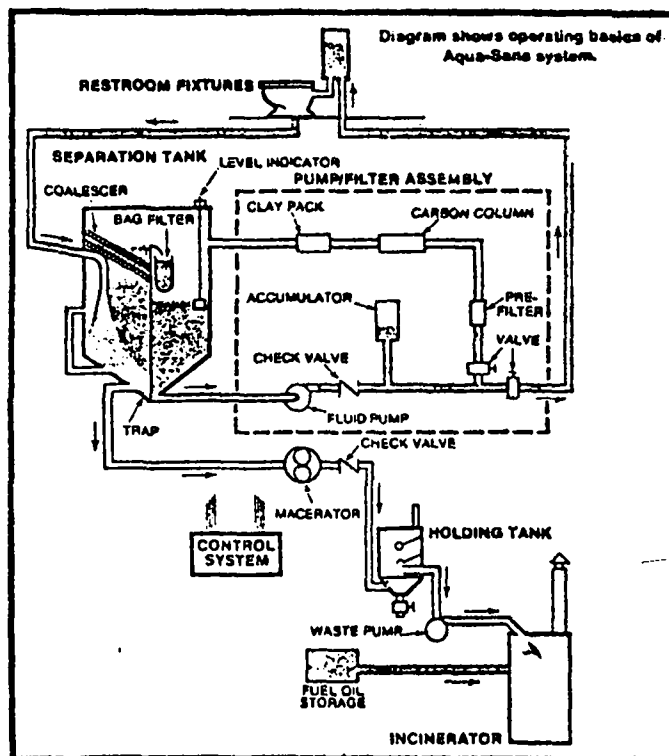 Diagram shows operating basics of
Aqua-Sans system.
RESTROOM FIXTURES
SEPARATION TANK
LEVEL INDICATOR
COALESCER
BAG FILTER
PUMP/FILTER ASSEMBLY
CLAY PACK
CARBON COLUMN
ACCUMULATOR
PRE-
FILTER
VALVE
CHECK VALVE
FLUID PUMP
TRAP
CHECK VALVE
MACERATOR
CONTROL
SYSTEM
HOLDING TANK
WASTE PUMP
FUEL OIL
STORAGE
INCINERATOR